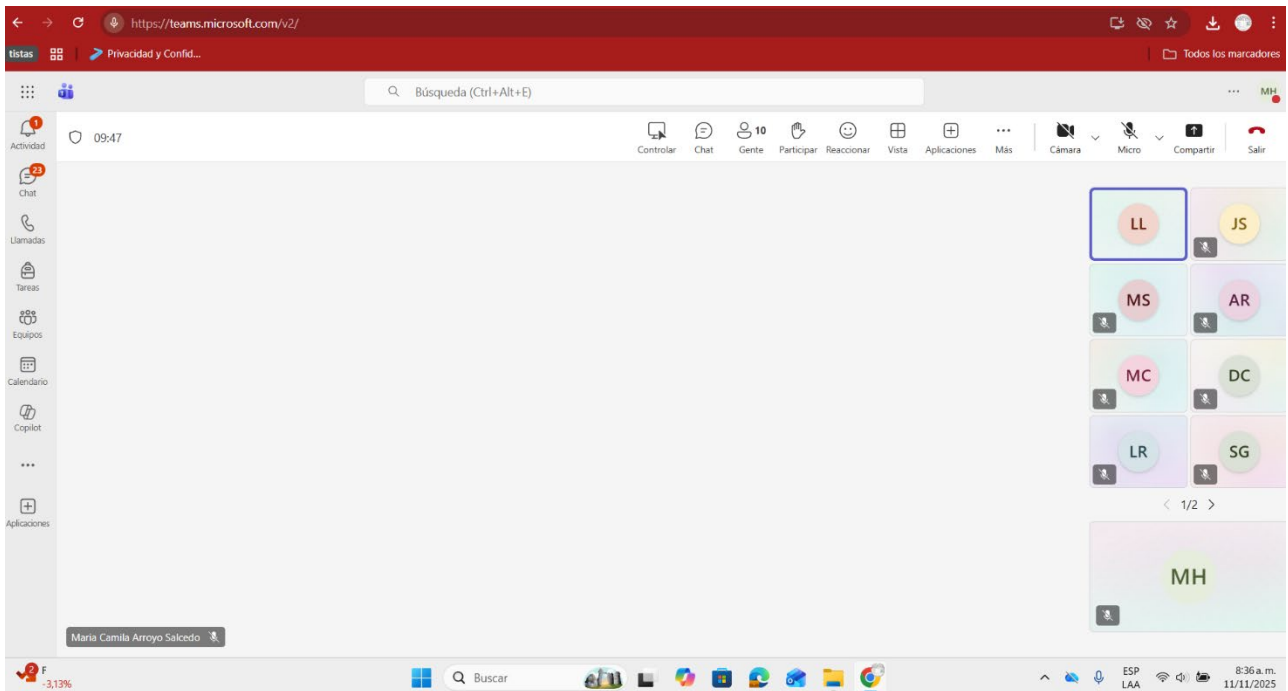 https://teams.microsoft.com/v2/
tistas
Privacidad y Confid...
Todos los marcadores
Búsqueda (Ctrl+Alt+E)
... MH
1
Actividad
09:47
Controlar
Chat
10
Gente
Participar
Reaccionar
Vista
Aplicaciones
Más
Cámara
Micro
Compartir
Salir
23
Chat
Llamadas
Tareas
Equipos
Calendario
Copilot
Aplicaciones
LL JS
MS AR
MC DC
LR SG
1/2
MH
Maria Camila Arroyo Salcedo
2
F
-3,13%
Buscar
ESP
LAA
8:36 a. m.
11/11/2025